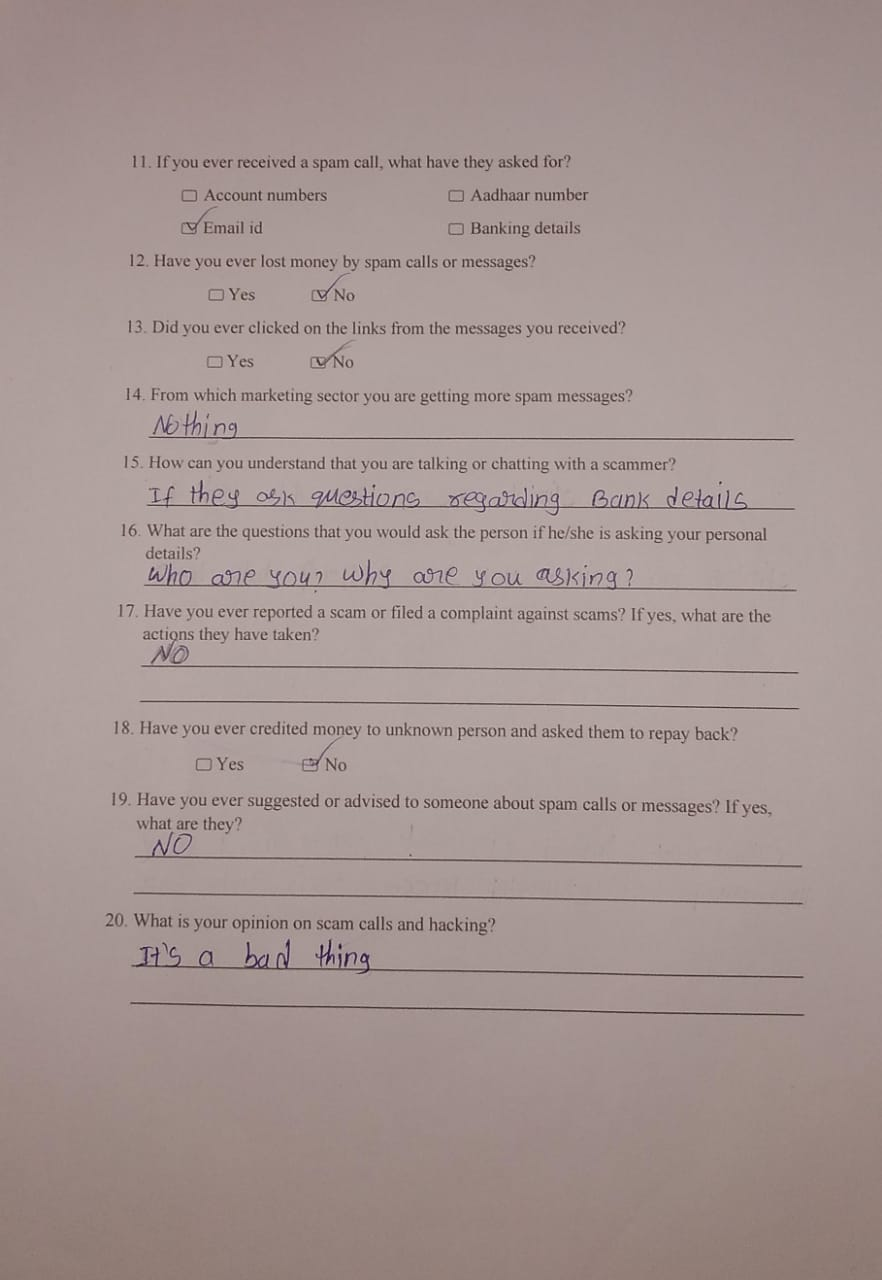 11. If you ever received a spam call, what have they asked for?
☐ Account numbers ☐ Aadhaar number
☑ Email id ☐ Banking details
12. Have you ever lost money by spam calls or messages?
☐ Yes ☑ No
13. Did you ever clicked on the links from the messages you received?
☐ Yes ☑ No
14. From which marketing sector you are getting more spam messages?
Nothing
15. How can you understand that you are talking or chatting with a scammer?
If they ask questions regarding Bank details
16. What are the questions that you would ask the person if he/she is asking your personal
details?
Who are you? Why are you asking?
17. Have you ever reported a scam or filed a complaint against scams? If yes, what are the
actions they have taken?
NO
18. Have you ever credited money to unknown person and asked them to repay back?
☐ Yes ☑ No
19. Have you ever suggested or advised to someone about spam calls or messages? If yes,
what are they?
NO
20. What is your opinion on scam calls and hacking?
It's a bad thing